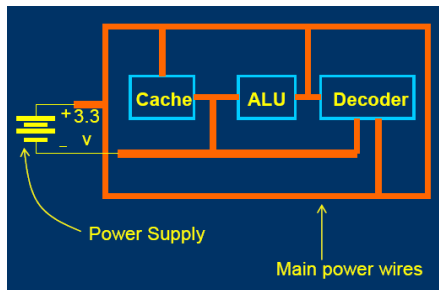 Cache
ALU
Decoder
+ 3.3
_ v
Power Supply
Main power wires